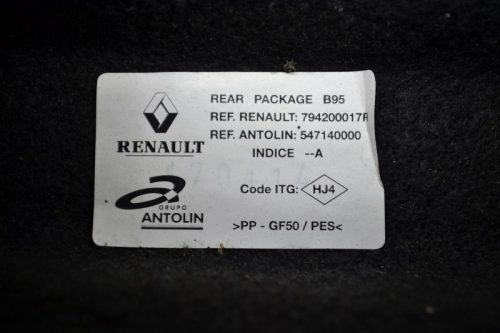 REAR PACKAGE B95
REF. RENAULT: 794200017R
REF. ANTOLIN: 547140000
RENAULT
INDICE --A
Code ITG: HJ4
GRUPO
ANTOLIN
>PP - GF50 / PES<